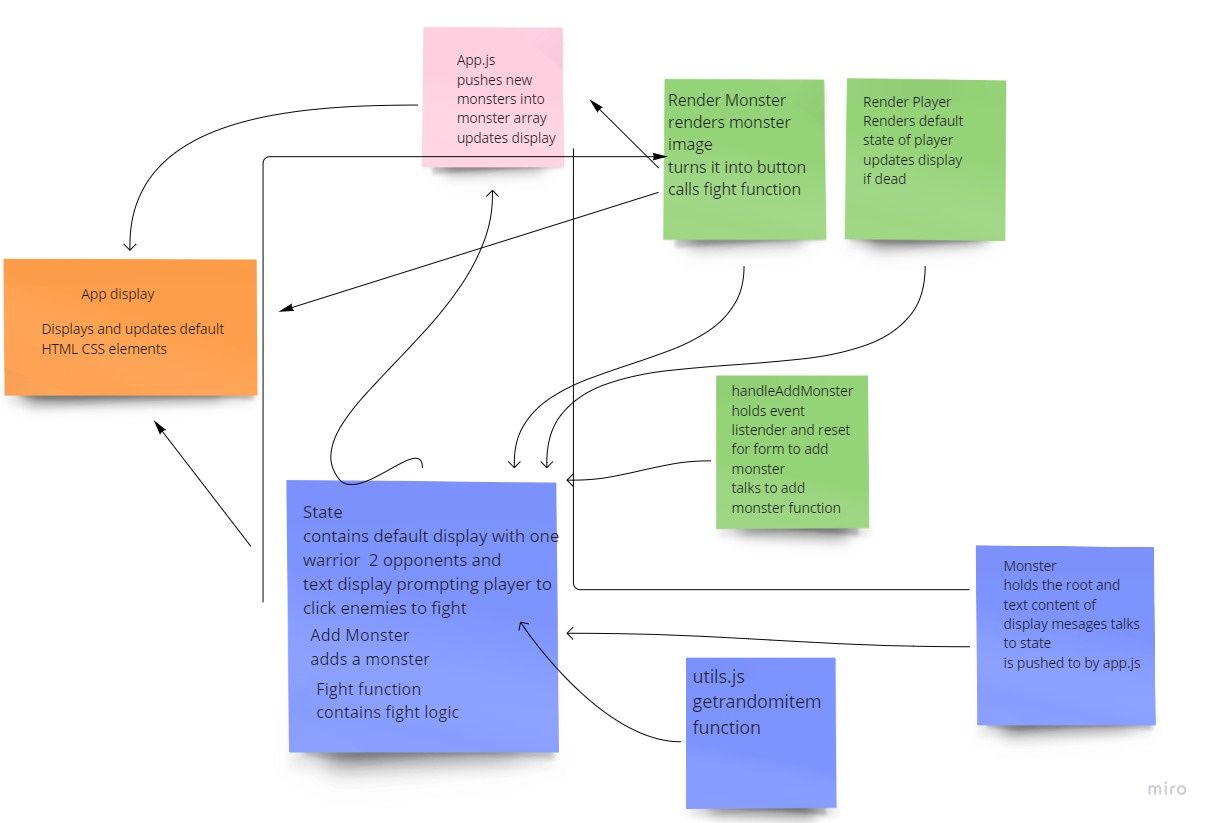 App.js
pushes new
monsters into
monster array
updates display
Render Monster
renders monster
image
turns it into button
calls fight function
Render Player
Renders default
state of player
updates display
if dead
App display
Displays and updates default
HTML CSS elements
handleAddMonster
holds event
listender and reset
for form to add
monster
talks to add
monster function
State
contains default display with one
warrior 2 opponents and
text display prompting player to
click enemies to fight
Add Monster
adds a monster
Fight function
contains fight logic
Monster
holds the root and
text content of
display mesages talks
to state
is pushed to by app.js
utils.js
getrandomitem
function
miro